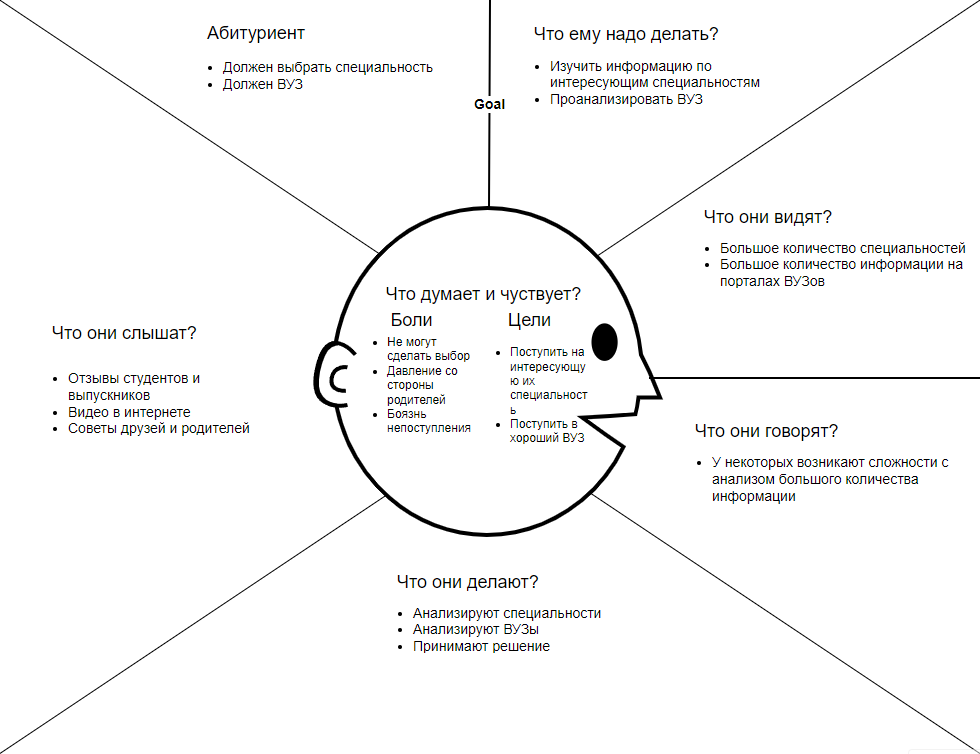 Абитуриент
Должен выбрать специальность
Должен ВУЗ
Goal
Что ему надо делать?
Изучить информацию по
интересующим специальностям
Проанализировать ВУЗ
Что они видят?
Большое количество специальностей
Большое количество информации на
порталах ВУЗов
Что думает и чуствует?
Боли
Не могут
сделать выбор
Давление со
стороны
родителей
Боязнь
непоступления
Цели
Поступить на
интересующу
ю их
специальност
ь
Поступить в
хороший ВУЗ
Что они слышат?
Отзывы студентов и
выпускников
Видео в интернете
Советы друзей и родителей
Что они говорят?
У некоторых возникают сложности с
анализом большого количества
информации
Что они делают?
Анализируют специальности
Анализируют ВУЗы
Принимают решение